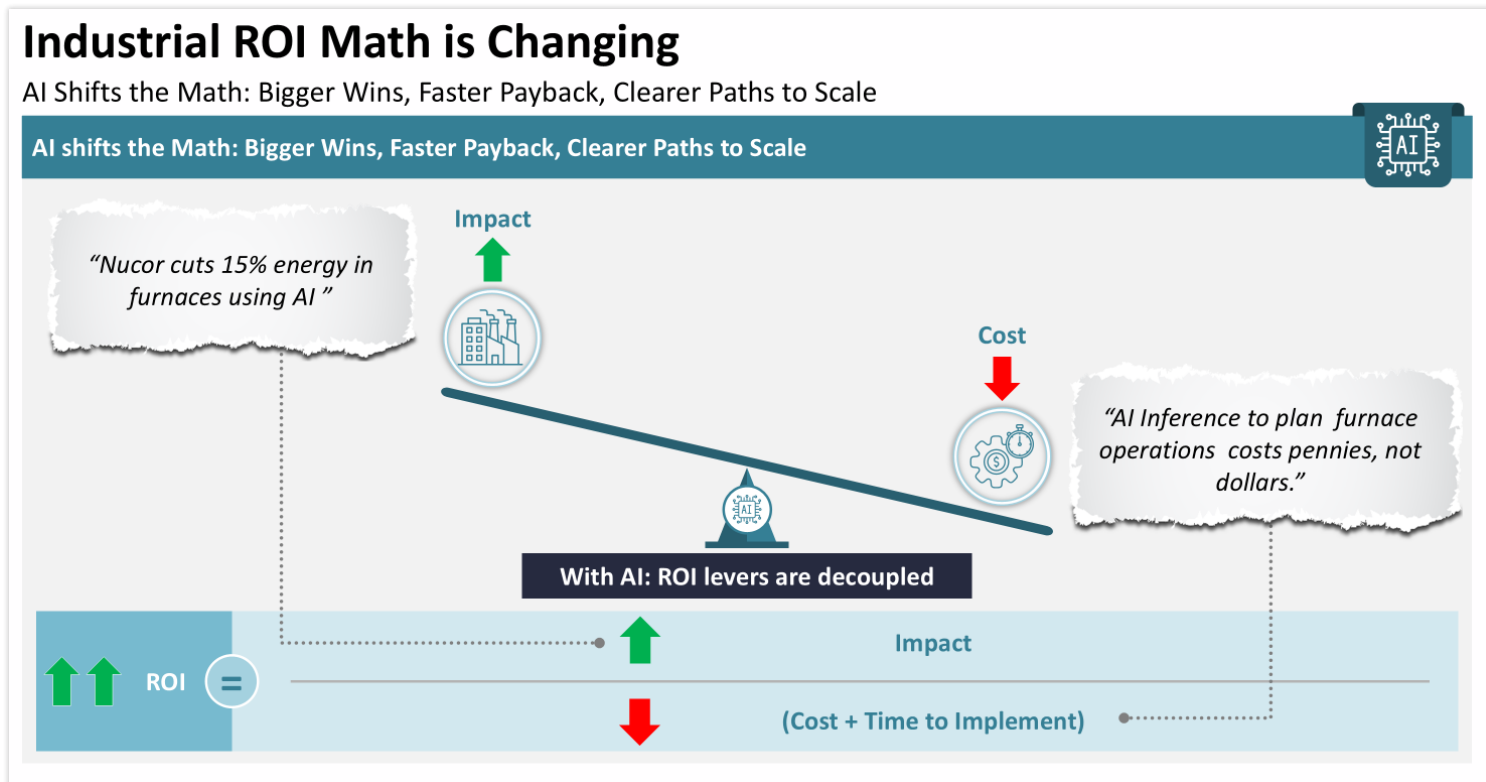 Industrial ROI Math is Changing
AI Shifts the Math: Bigger Wins, Faster Payback, Clearer Paths to Scale
AI shifts the Math: Bigger Wins, Faster Payback, Clearer Paths to Scale
AI
“Nucor cuts 15% energy in
furnaces using AI ”
Impact
Cost
$
“AI Inference to plan furnace
operations costs pennies, not
dollars.”
AI
With AI: ROI levers are decoupled
ROI
=
Impact
(Cost + Time to Implement)